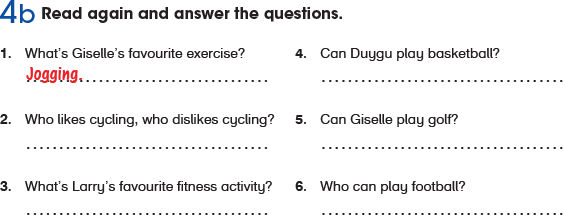 4b Read again and answer the questions.
1. What's Giselle's favourite exercise?
Jogging.
2. Who likes cycling, who dislikes cycling?
3. What's Larry's favourite fitness activity?
4. Can Duygu play basketball?
5. Can Giselle play golf?
6. Who can play football?